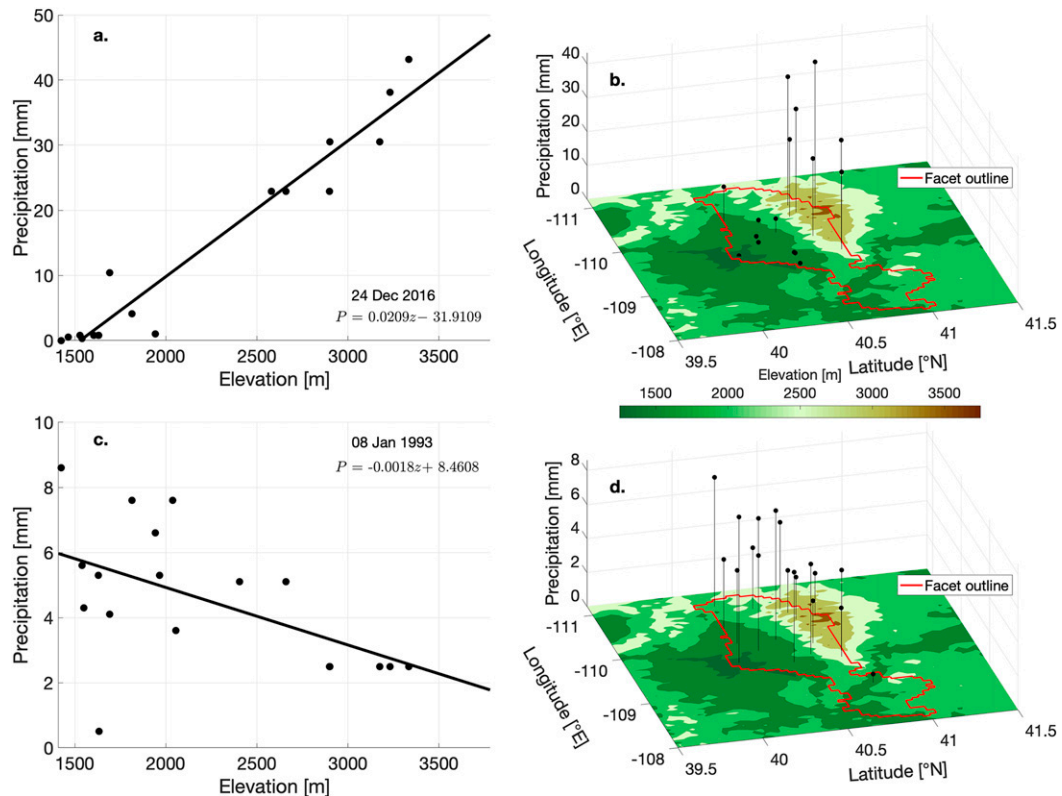 a.
50
40
30
20
10
0
Precipitation [mm]
24 Dec 2016
P = 0.0209z− 31.9109
1500
2000
2500
3000
3500
Elevation [m]
b.
40
30
20
10
0
Precipitation [mm]
Facet outline
-111
-110
-109
-108
Longitude [°E]
39.5
40
40.5
41
41.5
Latitude [°N]
Elevation [m]
1500
2000
2500
3000
3500
c.
10
8
6
4
2
0
Precipitation [mm]
08 Jan 1993
P = -0.0018z+ 8.4608
1500
2000
2500
3000
3500
Elevation [m]
d.
8
6
4
2
0
Precipitation [mm]
Facet outline
-111
-110
-109
-108
Longitude [°E]
39.5
40
40.5
41
41.5
Latitude [°N]